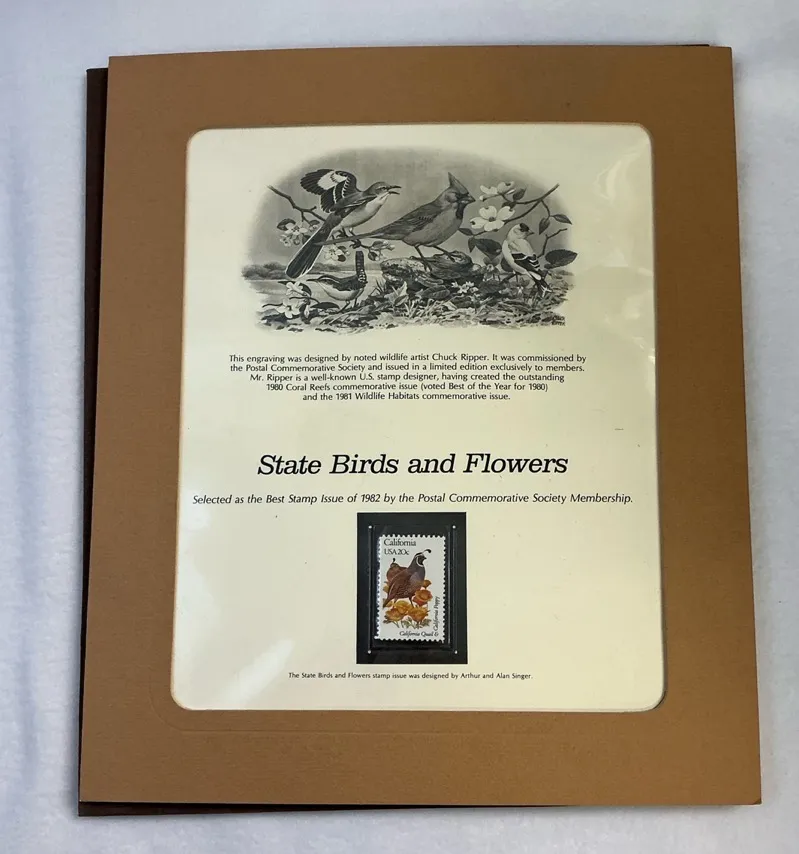 This engraving was designed by noted wildlife artist Chuck Ripper. It was commissioned by
the Postal Commemorative Society and issued in a limited edition exclusively to members.
Mr. Ripper is a well-known U.S. stamp designer, having created the outstanding
1980 Coral Reefs commemorative issue (voted Best of the Year for 1980)
and the 1981 Wildlife Habitats commemorative issue.
State Birds and Flowers
Selected as the Best Stamp Issue of 1982 by the Postal Commemorative Society Membership.
California
USA 20c
California Quail &
California Poppy
The State Birds and Flowers stamp issue was designed by Arthur and Alan Singer.